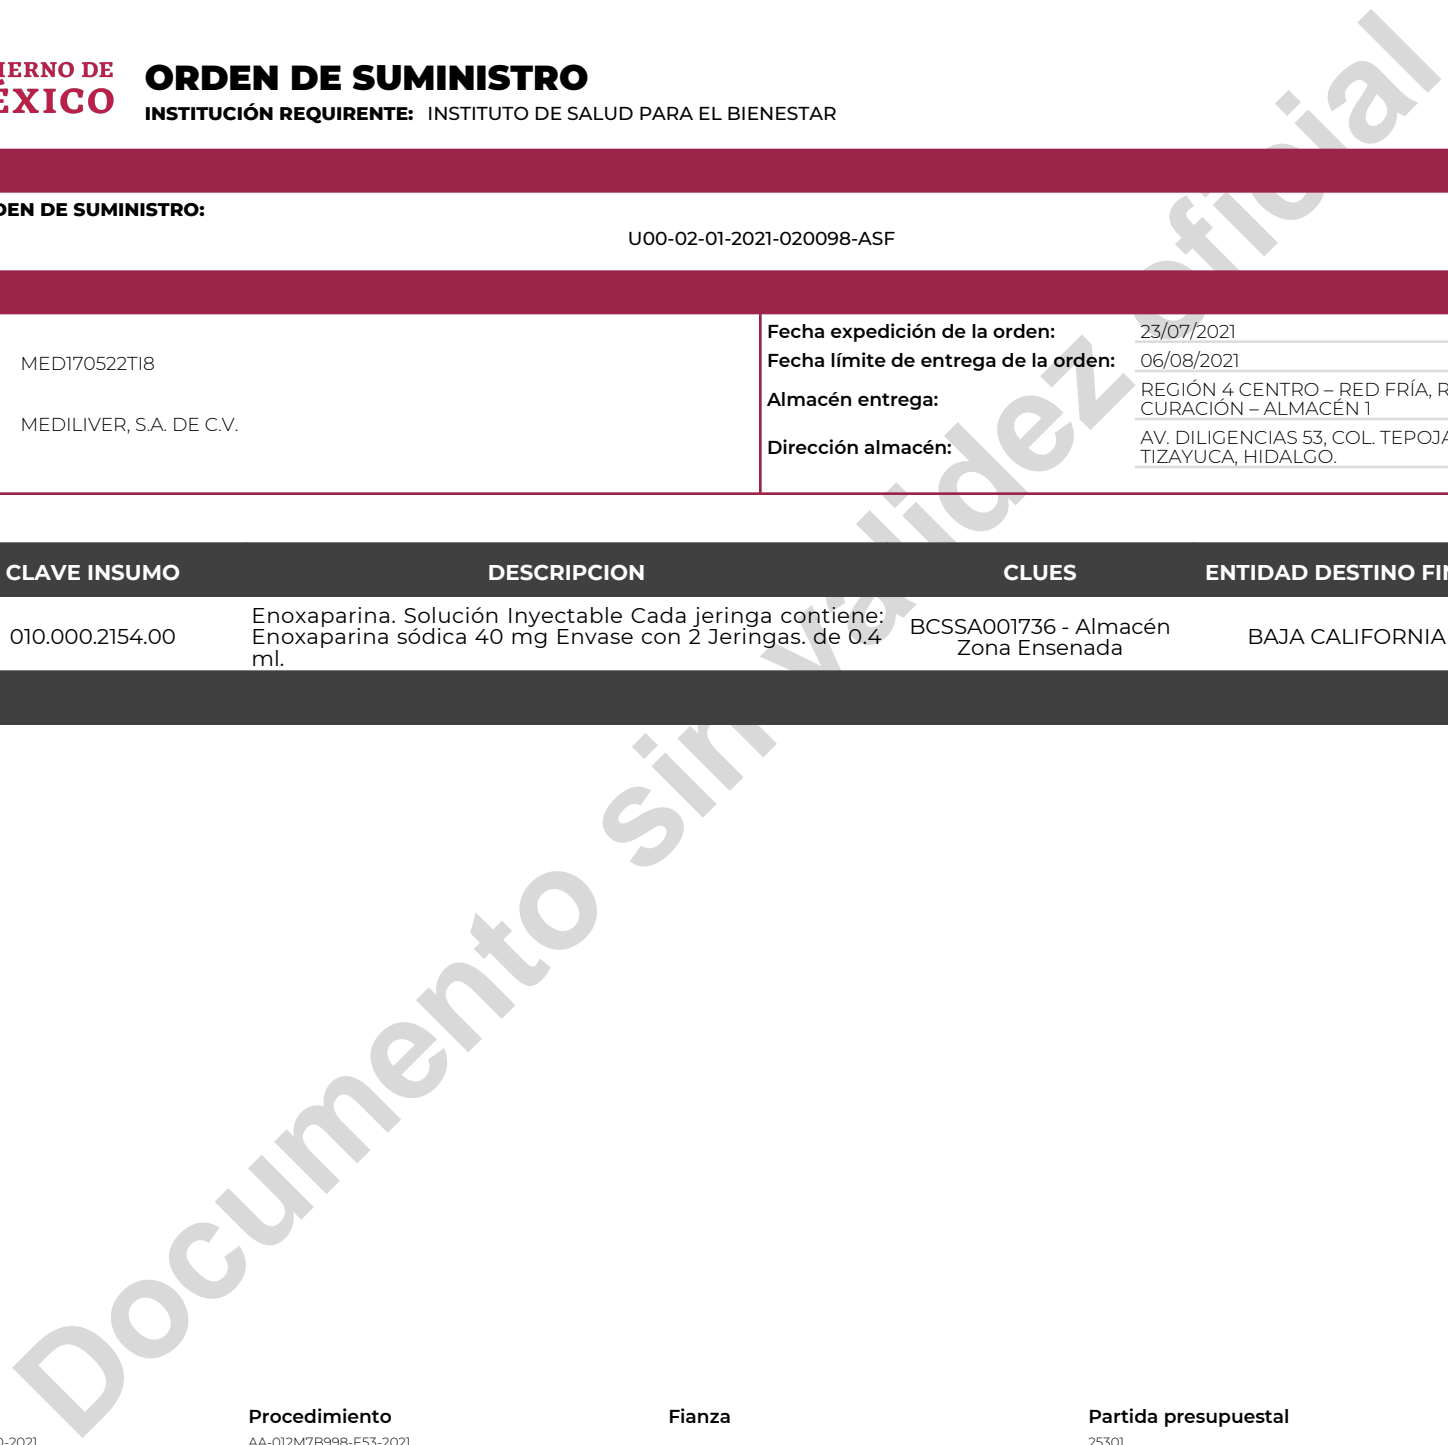 ORDEN DE SUMINISTRO
INSTITUCIÓN REQUIRENTE: INSTITUTO DE SALUD PARA EL BIENESTAR
IERNO DE
ÉXICO
DEN DE SUMINISTRO:
U00-02-01-2021-020098-ASF
MED170522TI8
MEDILIVER, S.A. DE C.V.
Fecha expedición de la orden: 23/07/2021
Fecha límite de entrega de la orden: 06/08/2021
Almacén entrega: REGIÓN 4 CENTRO – RED FRÍA, R
CURACIÓN – ALMACÉN 1
Dirección almacén: AV. DILIGENCIAS 53, COL. TEPOJA
TIZAYUCA, HIDALGO.
CLAVE INSUMO DESCRIPCION CLUES ENTIDAD DESTINO FIN
010.000.2154.00
Enoxaparina. Solución Inyectable Cada jeringa contiene:
Enoxaparina sódica 40 mg Envase con 2 Jeringas. de 0.4
ml.
BCSSA001736 - Almacén
Zona Ensenada
BAJA CALIFORNIA
Documento sin validez oficial
Procedimiento Fianza Partida presupuestal
0-2021 AA-012M7B998-E53-2021 25301